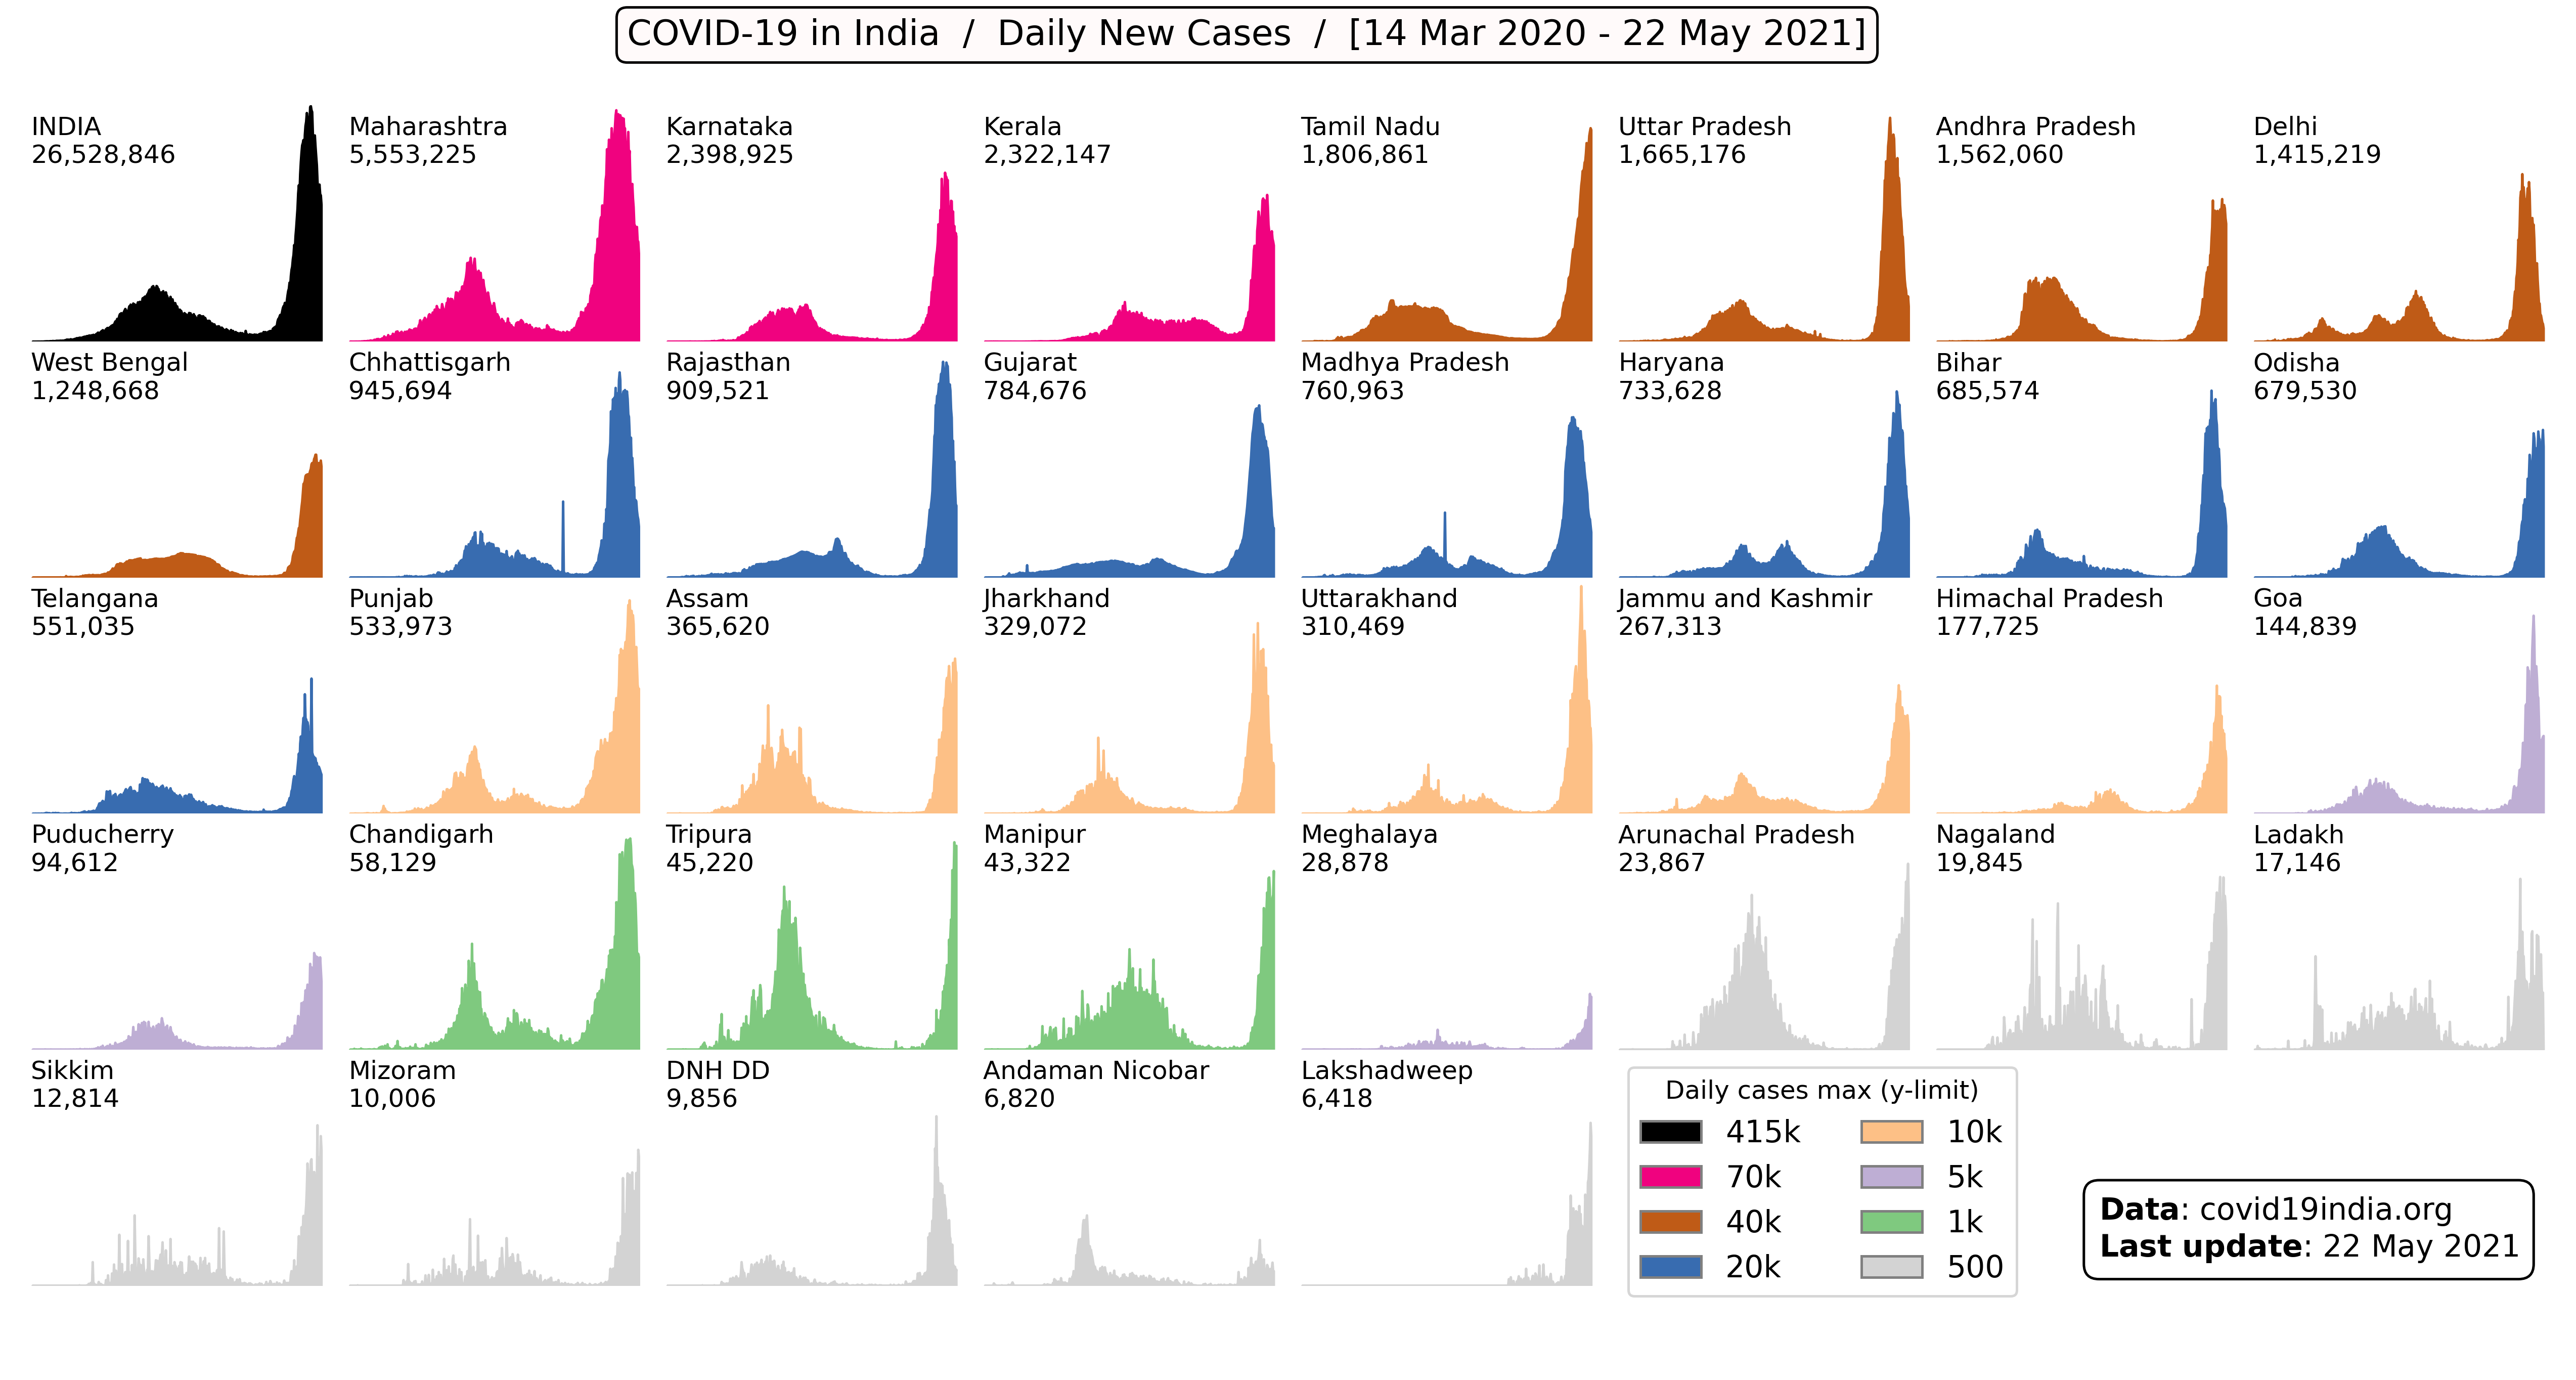 COVID-19 in India / Daily New Cases / [14 Mar 2020 - 22 May 2021]
INDIA
26,528,846
Maharashtra
5,553,225
Karnataka
2,398,925
Kerala
2,322,147
Tamil Nadu
1,806,861
Uttar Pradesh
1,665,176
Andhra Pradesh
1,562,060
Delhi
1,415,219
West Bengal
1,248,668
Chhattisgarh
945,694
Rajasthan
909,521
Gujarat
784,676
Madhya Pradesh
760,963
Haryana
733,628
Bihar
685,574
Odisha
679,530
Telangana
551,035
Punjab
533,973
Assam
365,620
Jharkhand
329,072
Uttarakhand
310,469
Jammu and Kashmir
267,313
Himachal Pradesh
177,725
Goa
144,839
Puducherry
94,612
Chandigarh
58,129
Tripura
45,220
Manipur
43,322
Meghalaya
28,878
Arunachal Pradesh
23,867
Nagaland
19,845
Ladakh
17,146
Sikkim
12,814
Mizoram
10,006
DNH DD
9,856
Andaman Nicobar
6,820
Lakshadweep
6,418
Daily cases max (y-limit)
415k
70k
40k
20k
10k
5k
1k
500
Data: covid19india.org
Last update: 22 May 2021